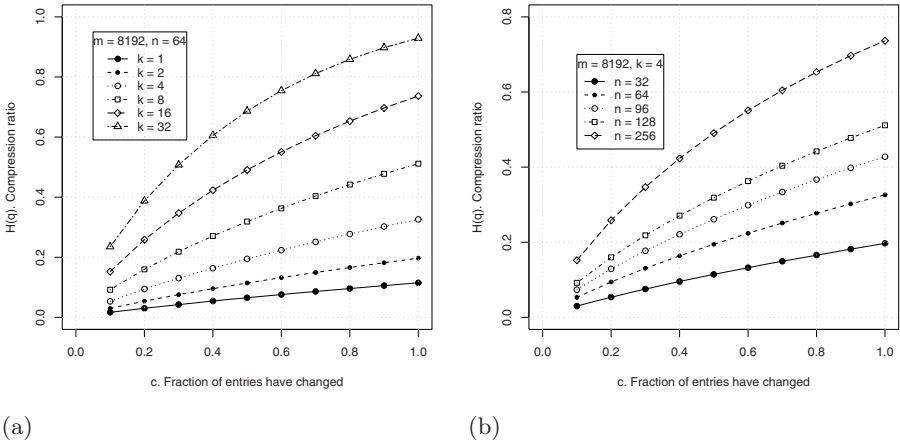 m = 8192, n = 64
k = 1
k = 2
k = 4
k = 8
k = 16
k = 32
H(q). Compression ratio
0.0
0.2
0.4
0.6
0.8
1.0
0.0
0.2
0.4
0.6
0.8
1.0
c. Fraction of entries have changed
(a)
m = 8192, k = 4
n = 32
n = 64
n = 96
n = 128
n = 256
H(q). Compression ratio
0.0
0.2
0.4
0.6
0.8
0.0
0.2
0.4
0.6
0.8
1.0
c. Fraction of entries have changed
(b)